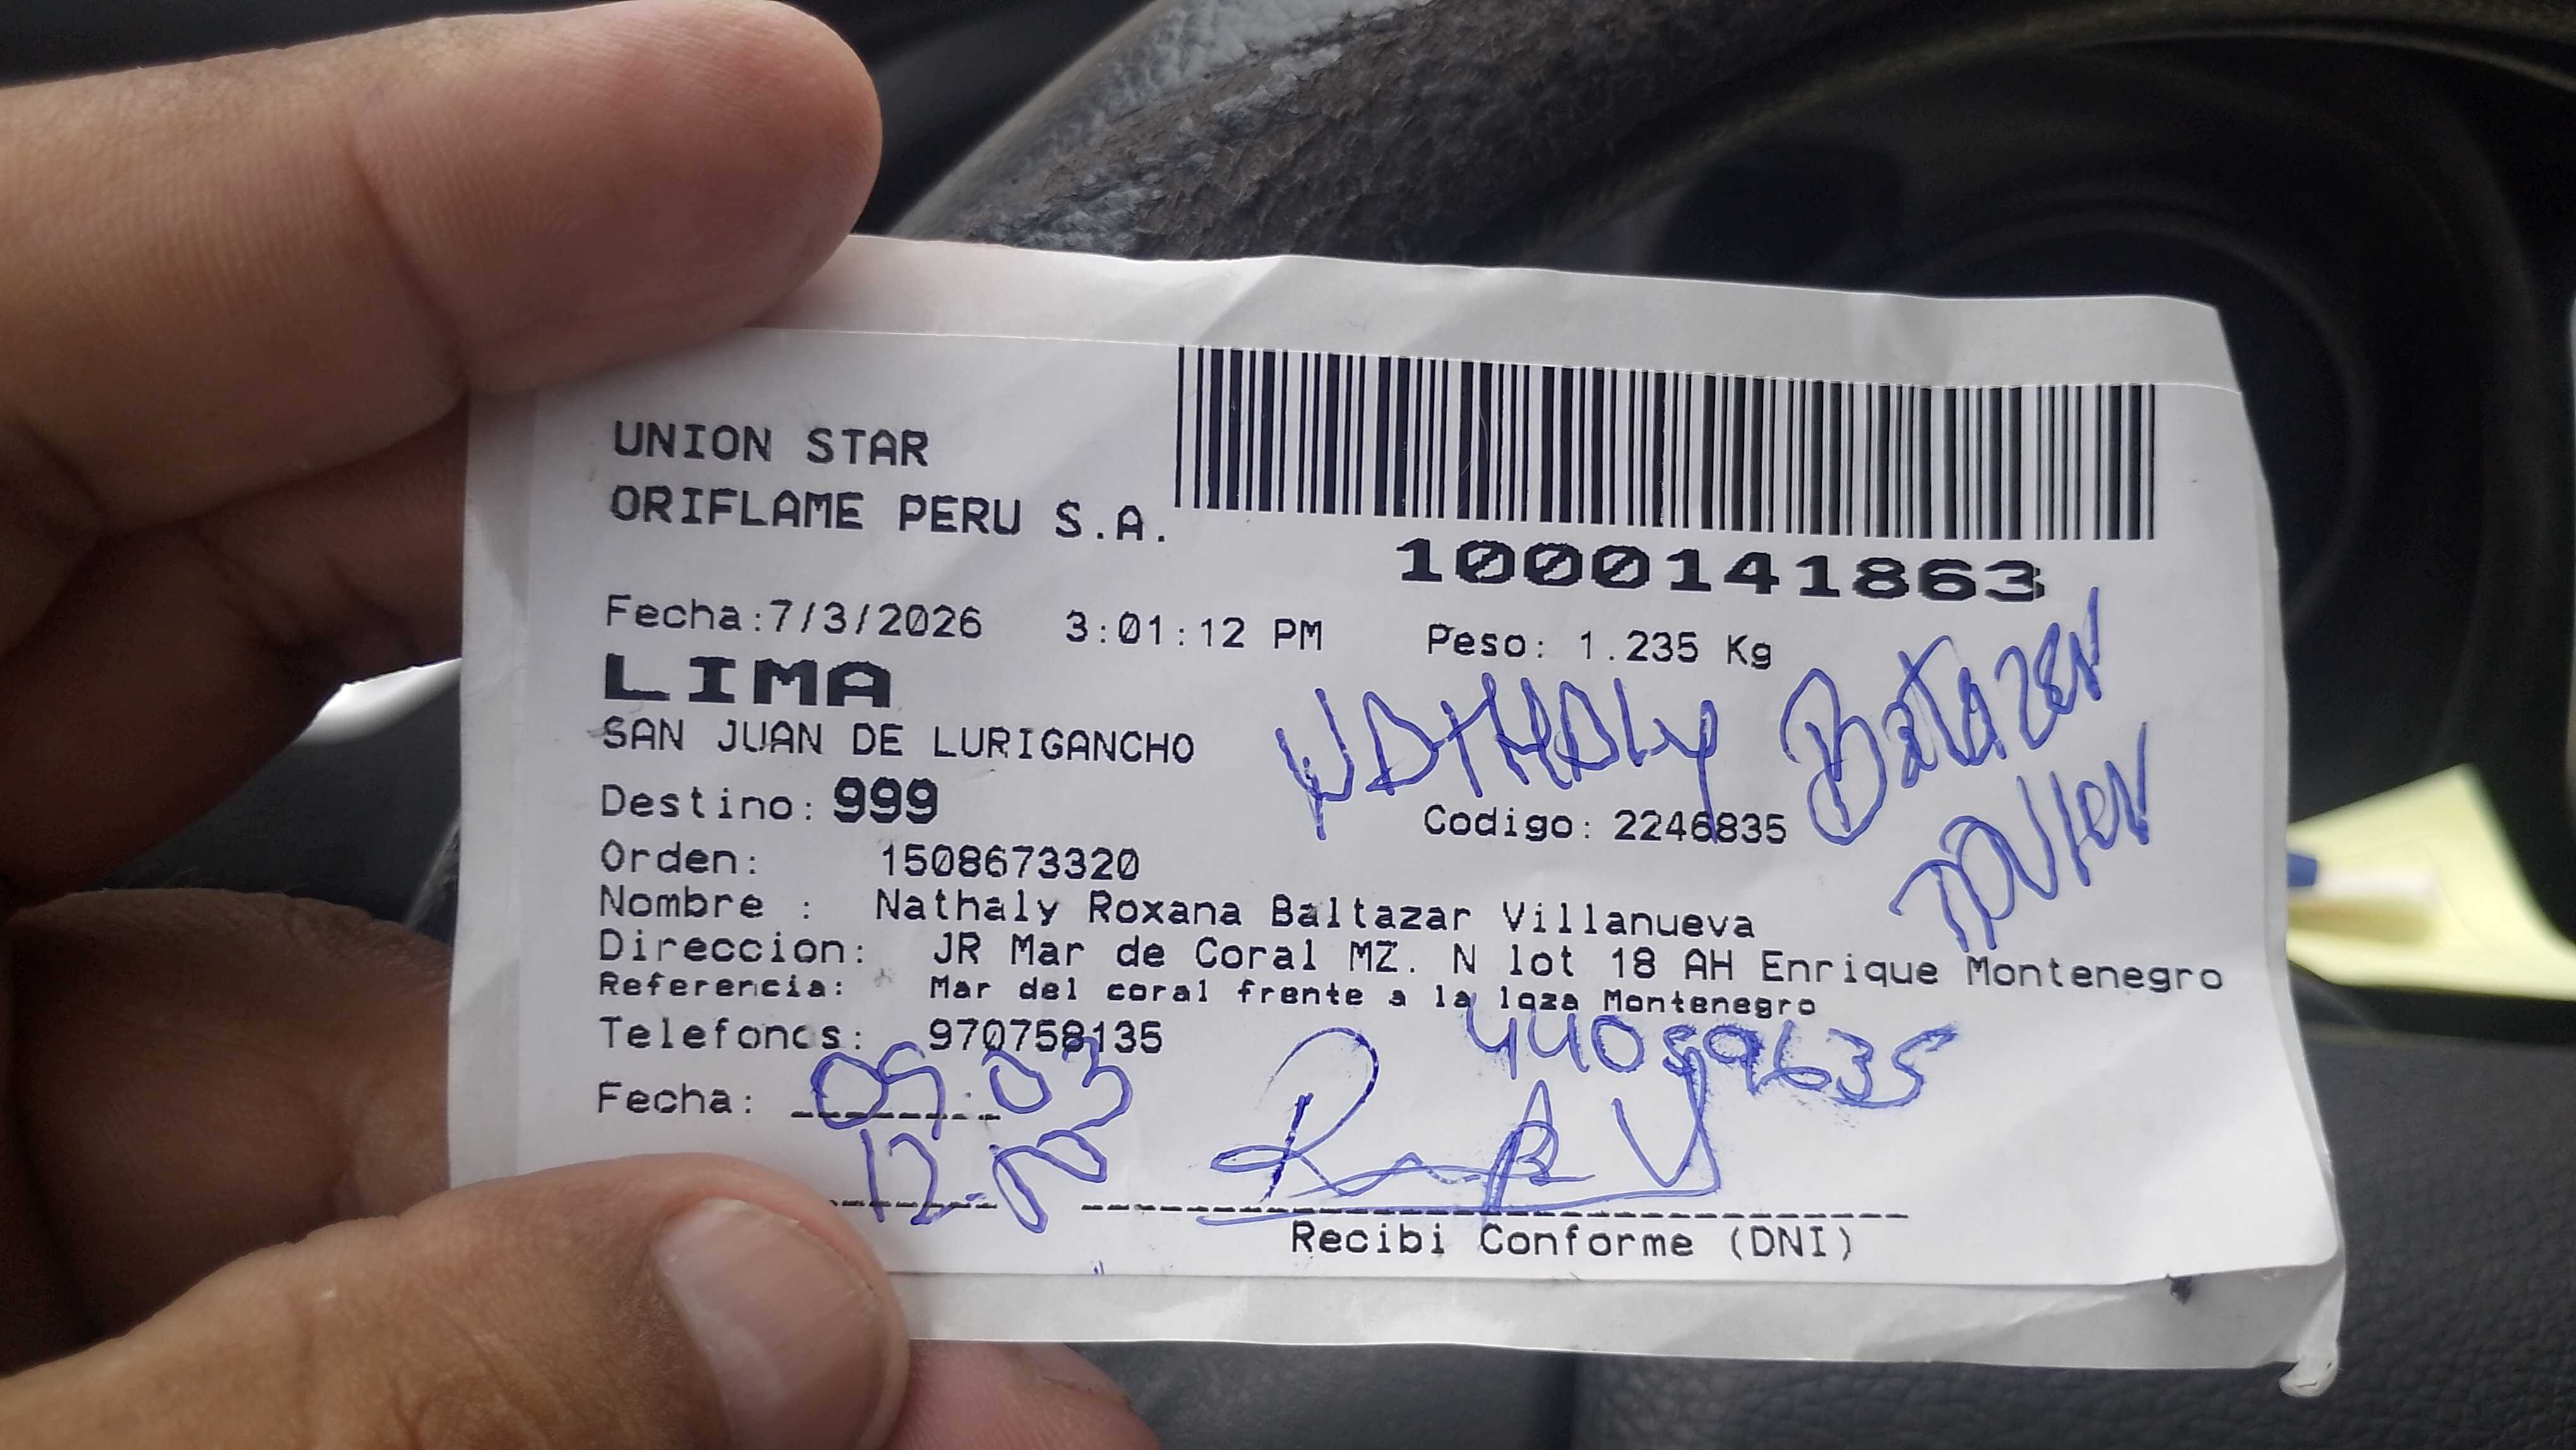 UNION STAR
ORIFLAME PERU S.A.
1000141863
Fecha:7/3/2026 3:01:12 PM Peso: 1.235 Kg
LIMA
SAN JUAN DE LURIGANCHO
NATHALy BaTAZEN
Destino: 999
Codigo: 2246835
Orden: 1508673320
Nombre : Nathaly Roxana Baltazar Villanueva
Direccion: JR Mar de Coral MZ. N lot 18 AH Enrique Montenegro
Referencia: Mar del coral frente a la loza Montenegro
Telefonos: 970758135
44059635
Fecha: 09.03
12.00
Recibi Conforme (DNI)